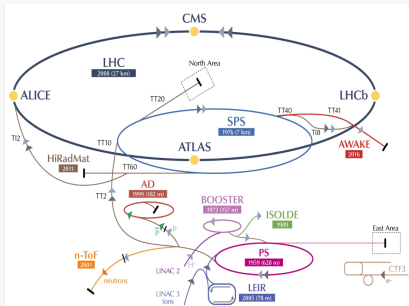 CMS
LHC
2008 (27 km)
North Area
ALICE
TT20
LHCb
SPS
1976 (7 km)
TT40
TT41
TI8
TI2
TT10
ATLAS
AWAKE
2016
HiRadMat
2011
TT60
AD
1999 (182 m)
TT2
BOOSTER
1972 (157 m)
ISOLDE
1989
p
p
East Area
n-ToF
2001
PS
1959 (628 m)
neutrons
LINAC 2
CTF3
e-
LINAC 3
Ions
LEIR
2005 (78 m)